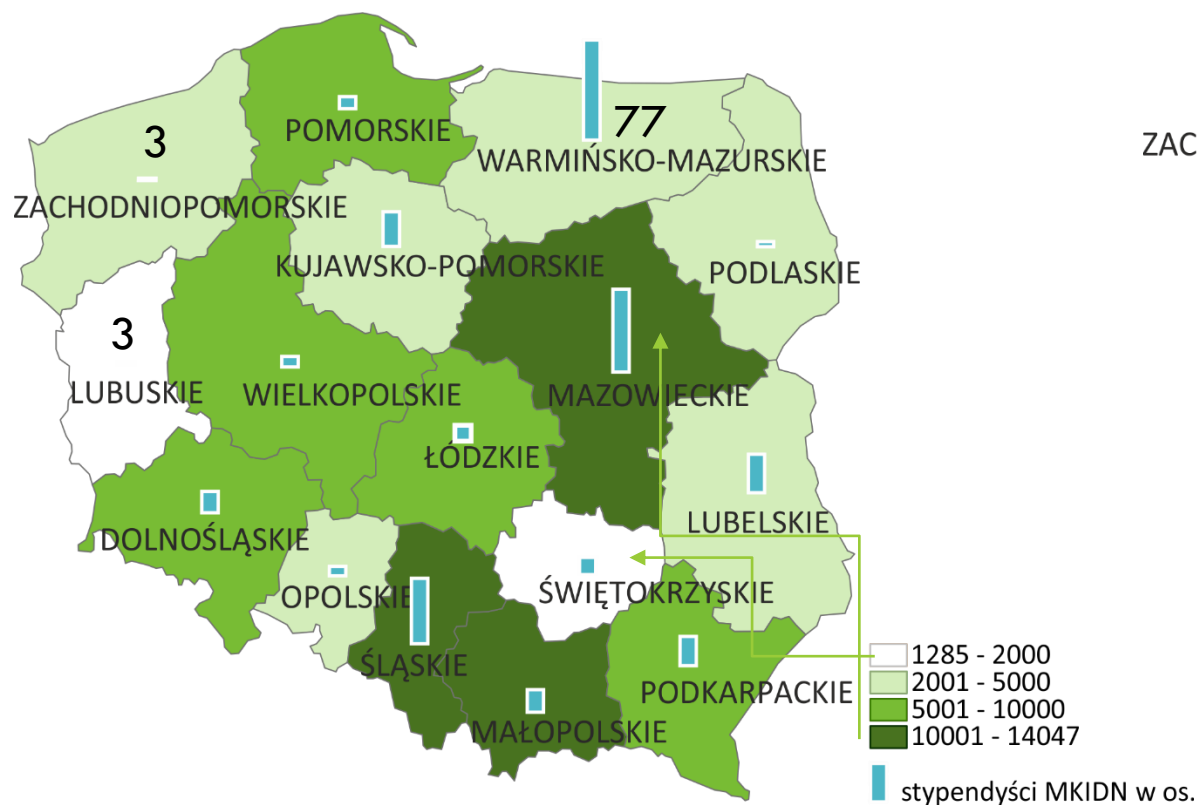 POMORSKIE
77
3
WARMIŃSKO-MAZURSKIE
ZAC
ZACHODNIOPOMORSKIE
KUJAWSKO-POMORSKIE
PODLASKIE
3
LUBUSKIE
WIELKOPOLSKIE
MAZOWIECKIE
ŁÓDZKIE
LUBELSKIE
DOLNOŚLĄSKIE
OPOLSKIE
ŚWIĘTOKRZYSKIE
ŚLĄSKIE
PODKARPACKIE
MAŁOPOLSKIE
1285 - 2000
2001 - 5000
5001 - 10000
10001 - 14047
stypendyści MKIDN w os.